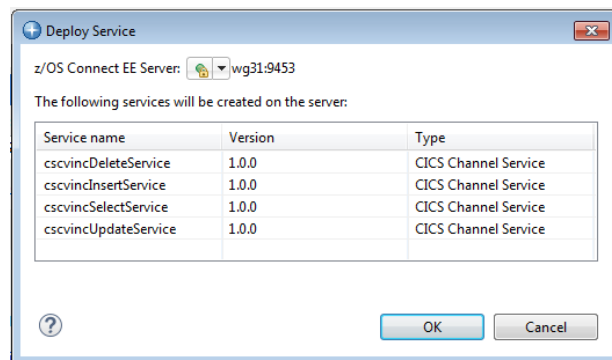 Deploy Service
z/OS Connect EE Server: wg31:9453
The following services will be created on the server:
Service name Version Type
cscvincDeleteService 1.0.0 CICS Channel Service
cscvincInsertService 1.0.0 CICS Channel Service
cscvincSelectService 1.0.0 CICS Channel Service
cscvincUpdateService 1.0.0 CICS Channel Service
? OK Cancel